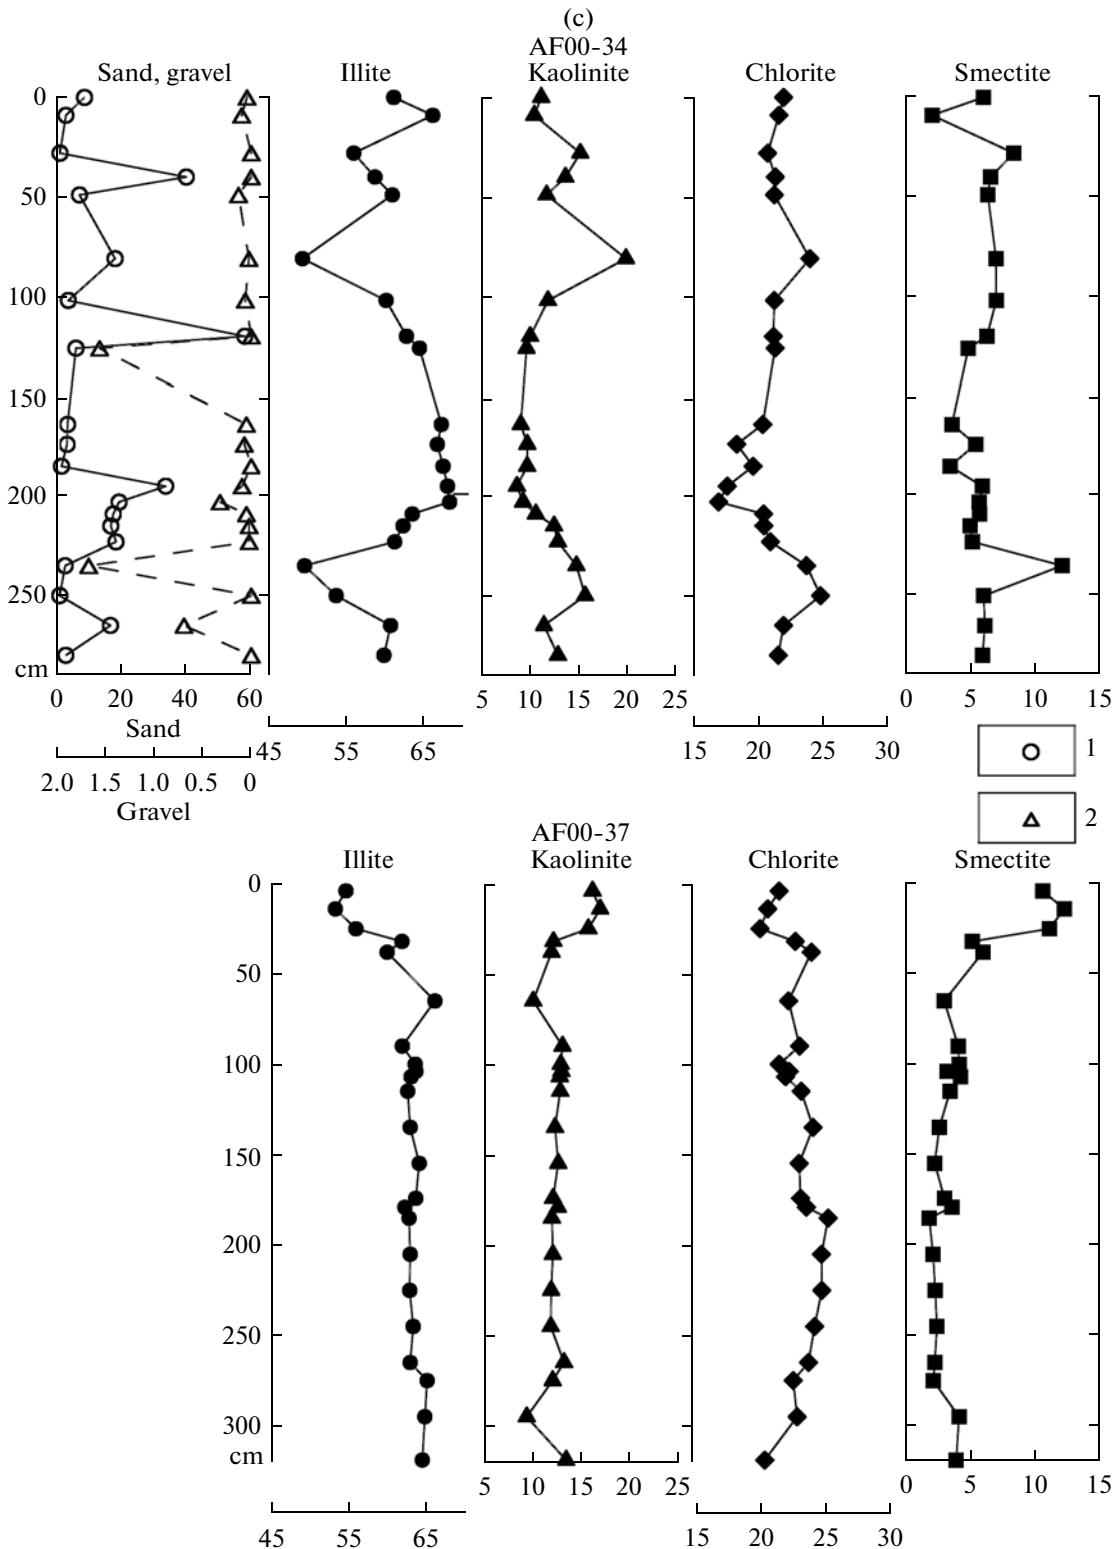 (c)
AF00-34
Sand, gravel Illite Kaolinite Chlorite Smectite
0
50
100
150
200
250
cm
0 20 40 60 5 10 15 20 25 0 5 10 15
Sand
45 55 65 15 20 25 30
2.0 1.5 1.0 0.5 0
Gravel
1
2
AF00-37
Illite Kaolinite Chlorite Smectite
0
50
100
150
200
250
300
cm
5 10 15 20 25 0 5 10 15
45 55 65 15 20 25 30